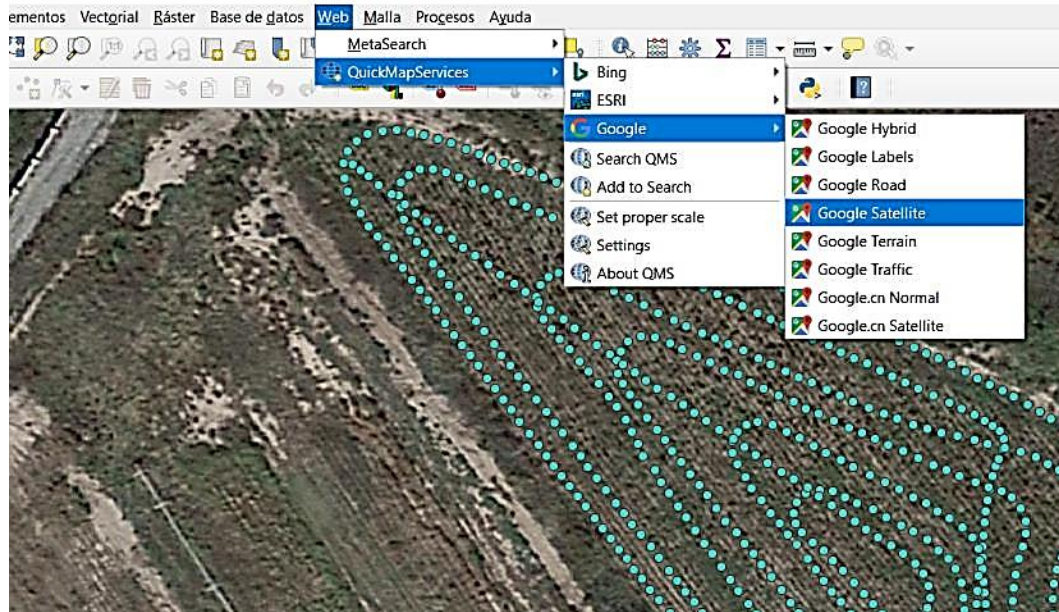 ementos Vectorial Ráster Base de datos Web Malla Procesos Ayuda
MetaSearch
QuickMapServices
Bing
ESRI
Google
Search QMS
Add to Search
Set proper scale
Settings
About QMS
Google Hybrid
Google Labels
Google Road
Google Satellite
Google Terrain
Google Traffic
Google.cn Normal
Google.cn Satellite